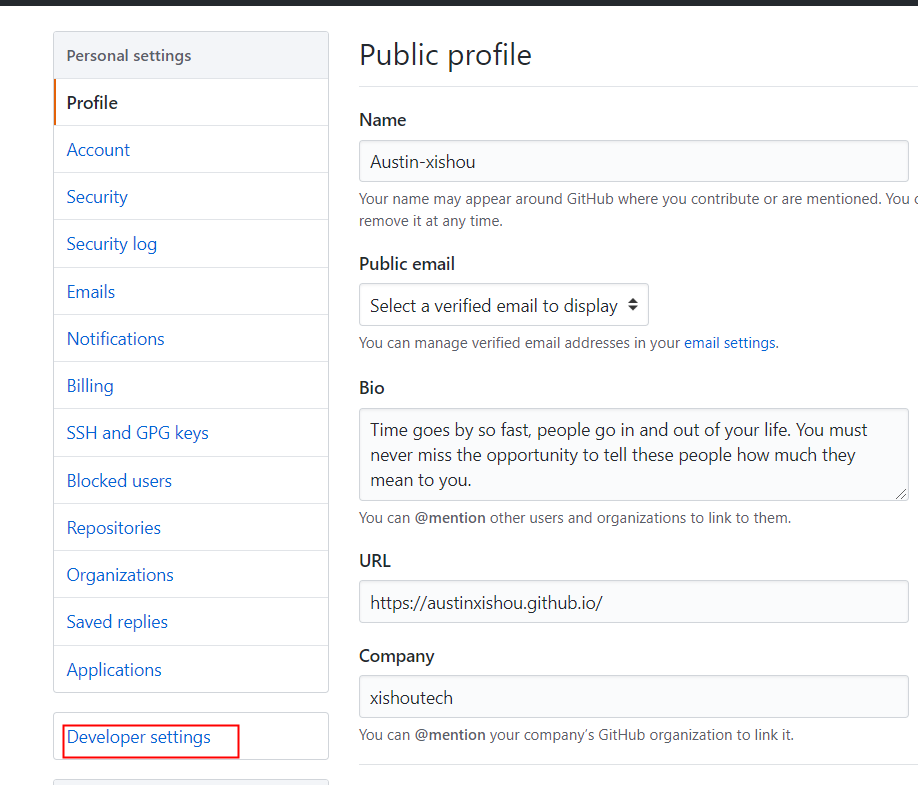 Personal settings
Profile
Account
Security
Security log
Emails
Notifications
Billing
SSH and GPG keys
Blocked users
Repositories
Organizations
Saved replies
Applications
Developer settings
Public profile
Name
Austin-xishou
Your name may appear around GitHub where you contribute or are mentioned. You
remove it at any time.
Public email
Select a verified email to display
You can manage verified email addresses in your email settings.
Bio
Time goes by so fast, people go in and out of your life. You must
never miss the opportunity to tell these people how much they
mean to you.
You can @mention other users and organizations to link to them.
URL
https://austinxishou.github.io/
Company
xishoutech
You can @mention your company's GitHub organization to link it.